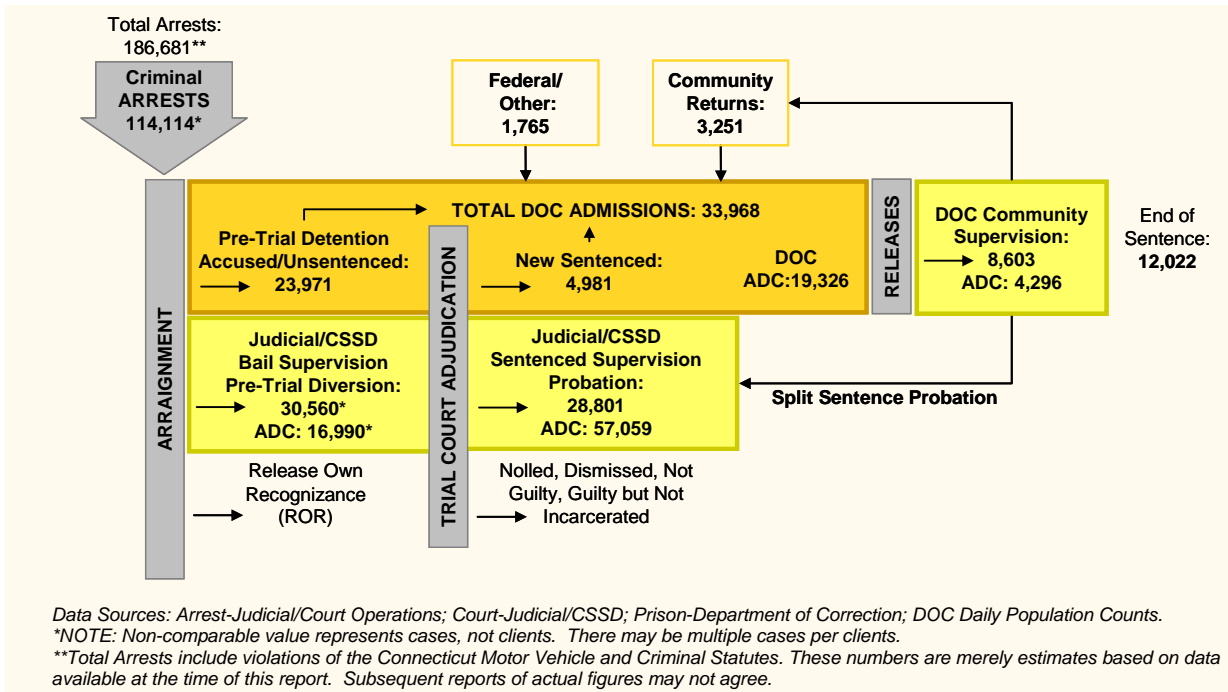 Total Arrests:
186,681**
Criminal
ARRESTS
114,114*
Federal/
Other:
1,765
Community
Returns:
3,251
ARRAIGNMENT
TOTAL DOC ADMISSIONS: 33,968
Pre-Trial Detention
Accused/Unsentenced:
23,971
TRIAL COURT ADJUDICATION
New Sentenced:
4,981
DOC
ADC:19,326
RELEASES
DOC Community
Supervision:
8,603
ADC: 4,296
End of
Sentence:
12,022
Judicial/CSSD
Bail Supervision
Pre-Trial Diversion:
30,560*
ADC: 16,990*
Judicial/CSSD
Sentenced Supervision
Probation:
28,801
ADC: 57,059
Split Sentence Probation
Release Own
Recognizance
(ROR)
Nolled, Dismissed, Not
Guilty, Guilty but Not
Incarcerated
Data Sources: Arrest-Judicial/Court Operations; Court-Judicial/CSSD; Prison-Department of Correction; DOC Daily Population Counts.
*NOTE: Non-comparable value represents cases, not clients.  There may be multiple cases per clients.
**Total Arrests include violations of the Connecticut Motor Vehicle and Criminal Statutes. These numbers are merely estimates based on data
available at the time of this report.  Subsequent reports of actual figures may not agree.